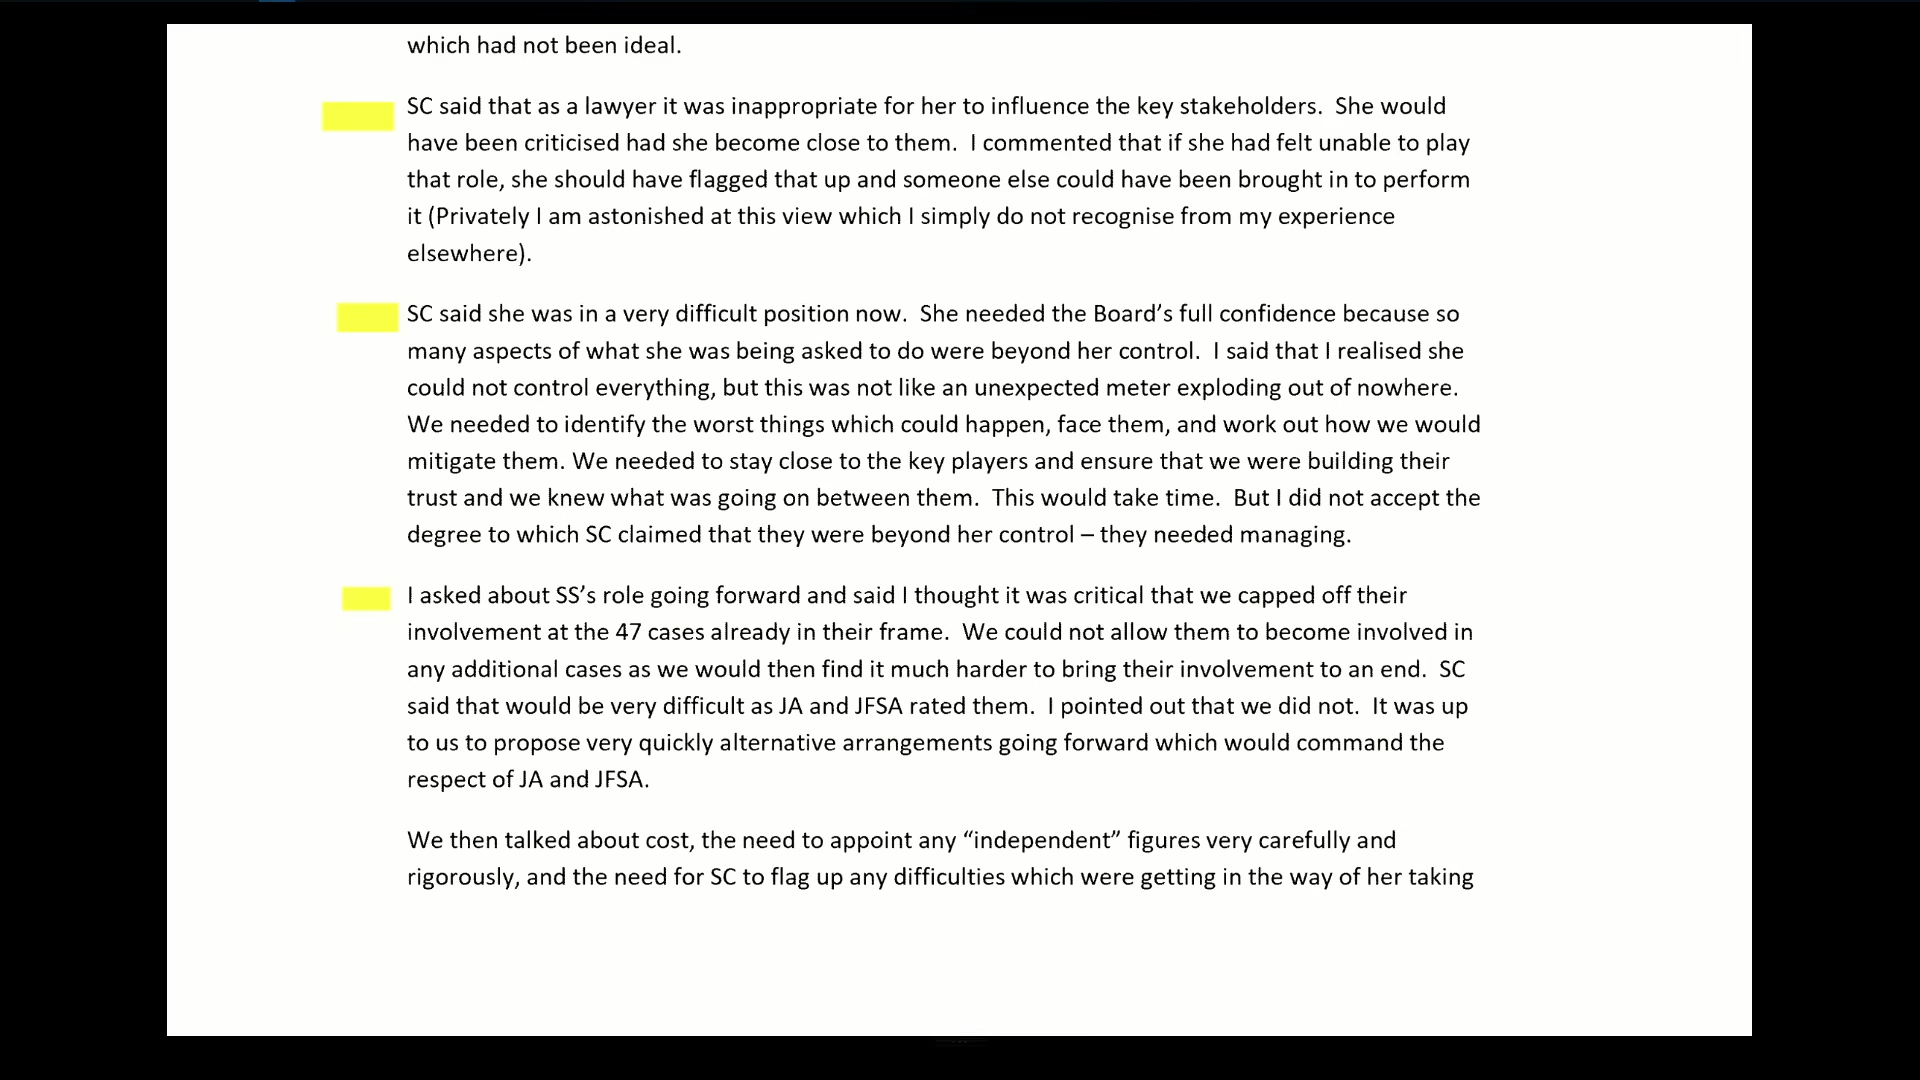 which had not been ideal.
SC said that as a lawyer it was inappropriate for her to influence the key stakeholders.  She would
have been criticised had she become close to them.  I commented that if she had felt unable to play
that role, she should have flagged that up and someone else could have been brought in to perform
it (Privately I am astonished at this view which I simply do not recognise from my experience
elsewhere).
SC said she was in a very difficult position now.  She needed the Board’s full confidence because so
many aspects of what she was being asked to do were beyond her control.  I said that I realised she
could not control everything, but this was not like an unexpected meter exploding out of nowhere.
We needed to identify the worst things which could happen, face them, and work out how we would
mitigate them. We needed to stay close to the key players and ensure that we were building their
trust and we knew what was going on between them.  This would take time.  But I did not accept the
degree to which SC claimed that they were beyond her control – they needed managing.
I asked about SS’s role going forward and said I thought it was critical that we capped off their
involvement at the 47 cases already in their frame.  We could not allow them to become involved in
any additional cases as we would then find it much harder to bring their involvement to an end.  SC
said that would be very difficult as JA and JFSA rated them.  I pointed out that we did not.  It was up
to us to propose very quickly alternative arrangements going forward which would command the
respect of JA and JFSA.
We then talked about cost, the need to appoint any “independent” figures very carefully and
rigorously, and the need for SC to flag up any difficulties which were getting in the way of her taking